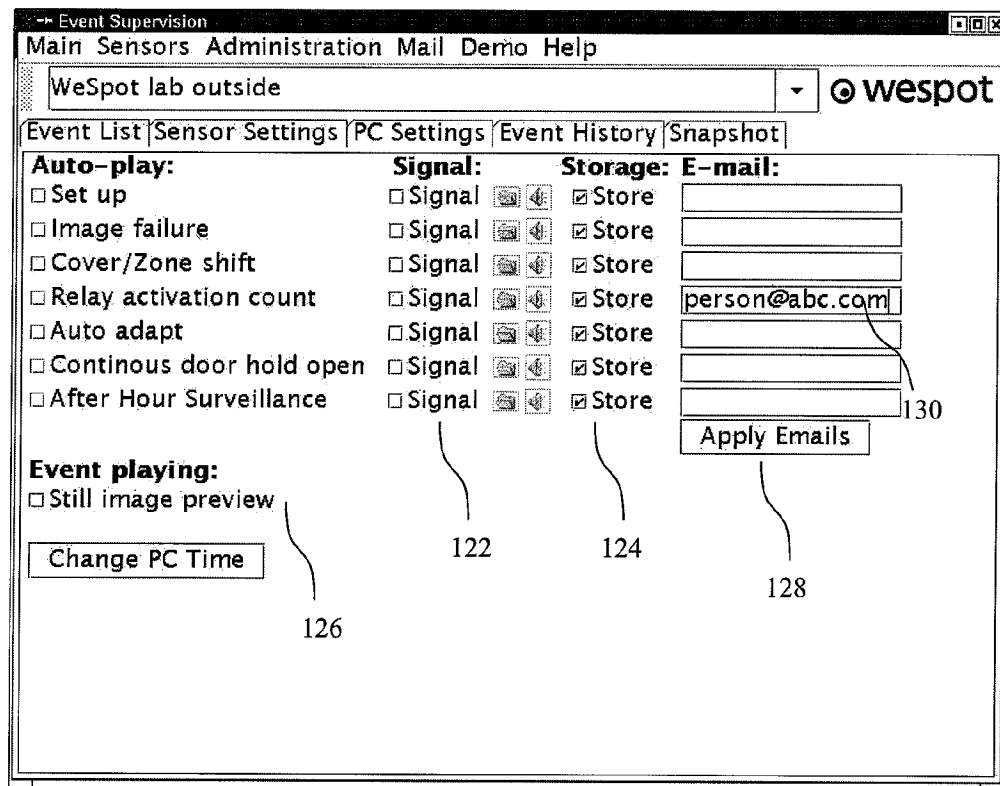 Event Supervision
Main Sensors Administration Mail Demo Help
WeSpot lab outside wespot
Event List Sensor Settings PC Settings Event History Snapshot
Auto-play: Signal: Storage: E-mail:
Set up Signal Store
Image failure Signal Store
Cover/Zone shift Signal Store
Relay activation count Signal Store person@abc.com
Auto adapt Signal Store
Continous door hold open Signal Store
After Hour Surveillance Signal Store
130
Apply Emails
Event playing:
Still image preview
122 124
Change PC Time
128
126